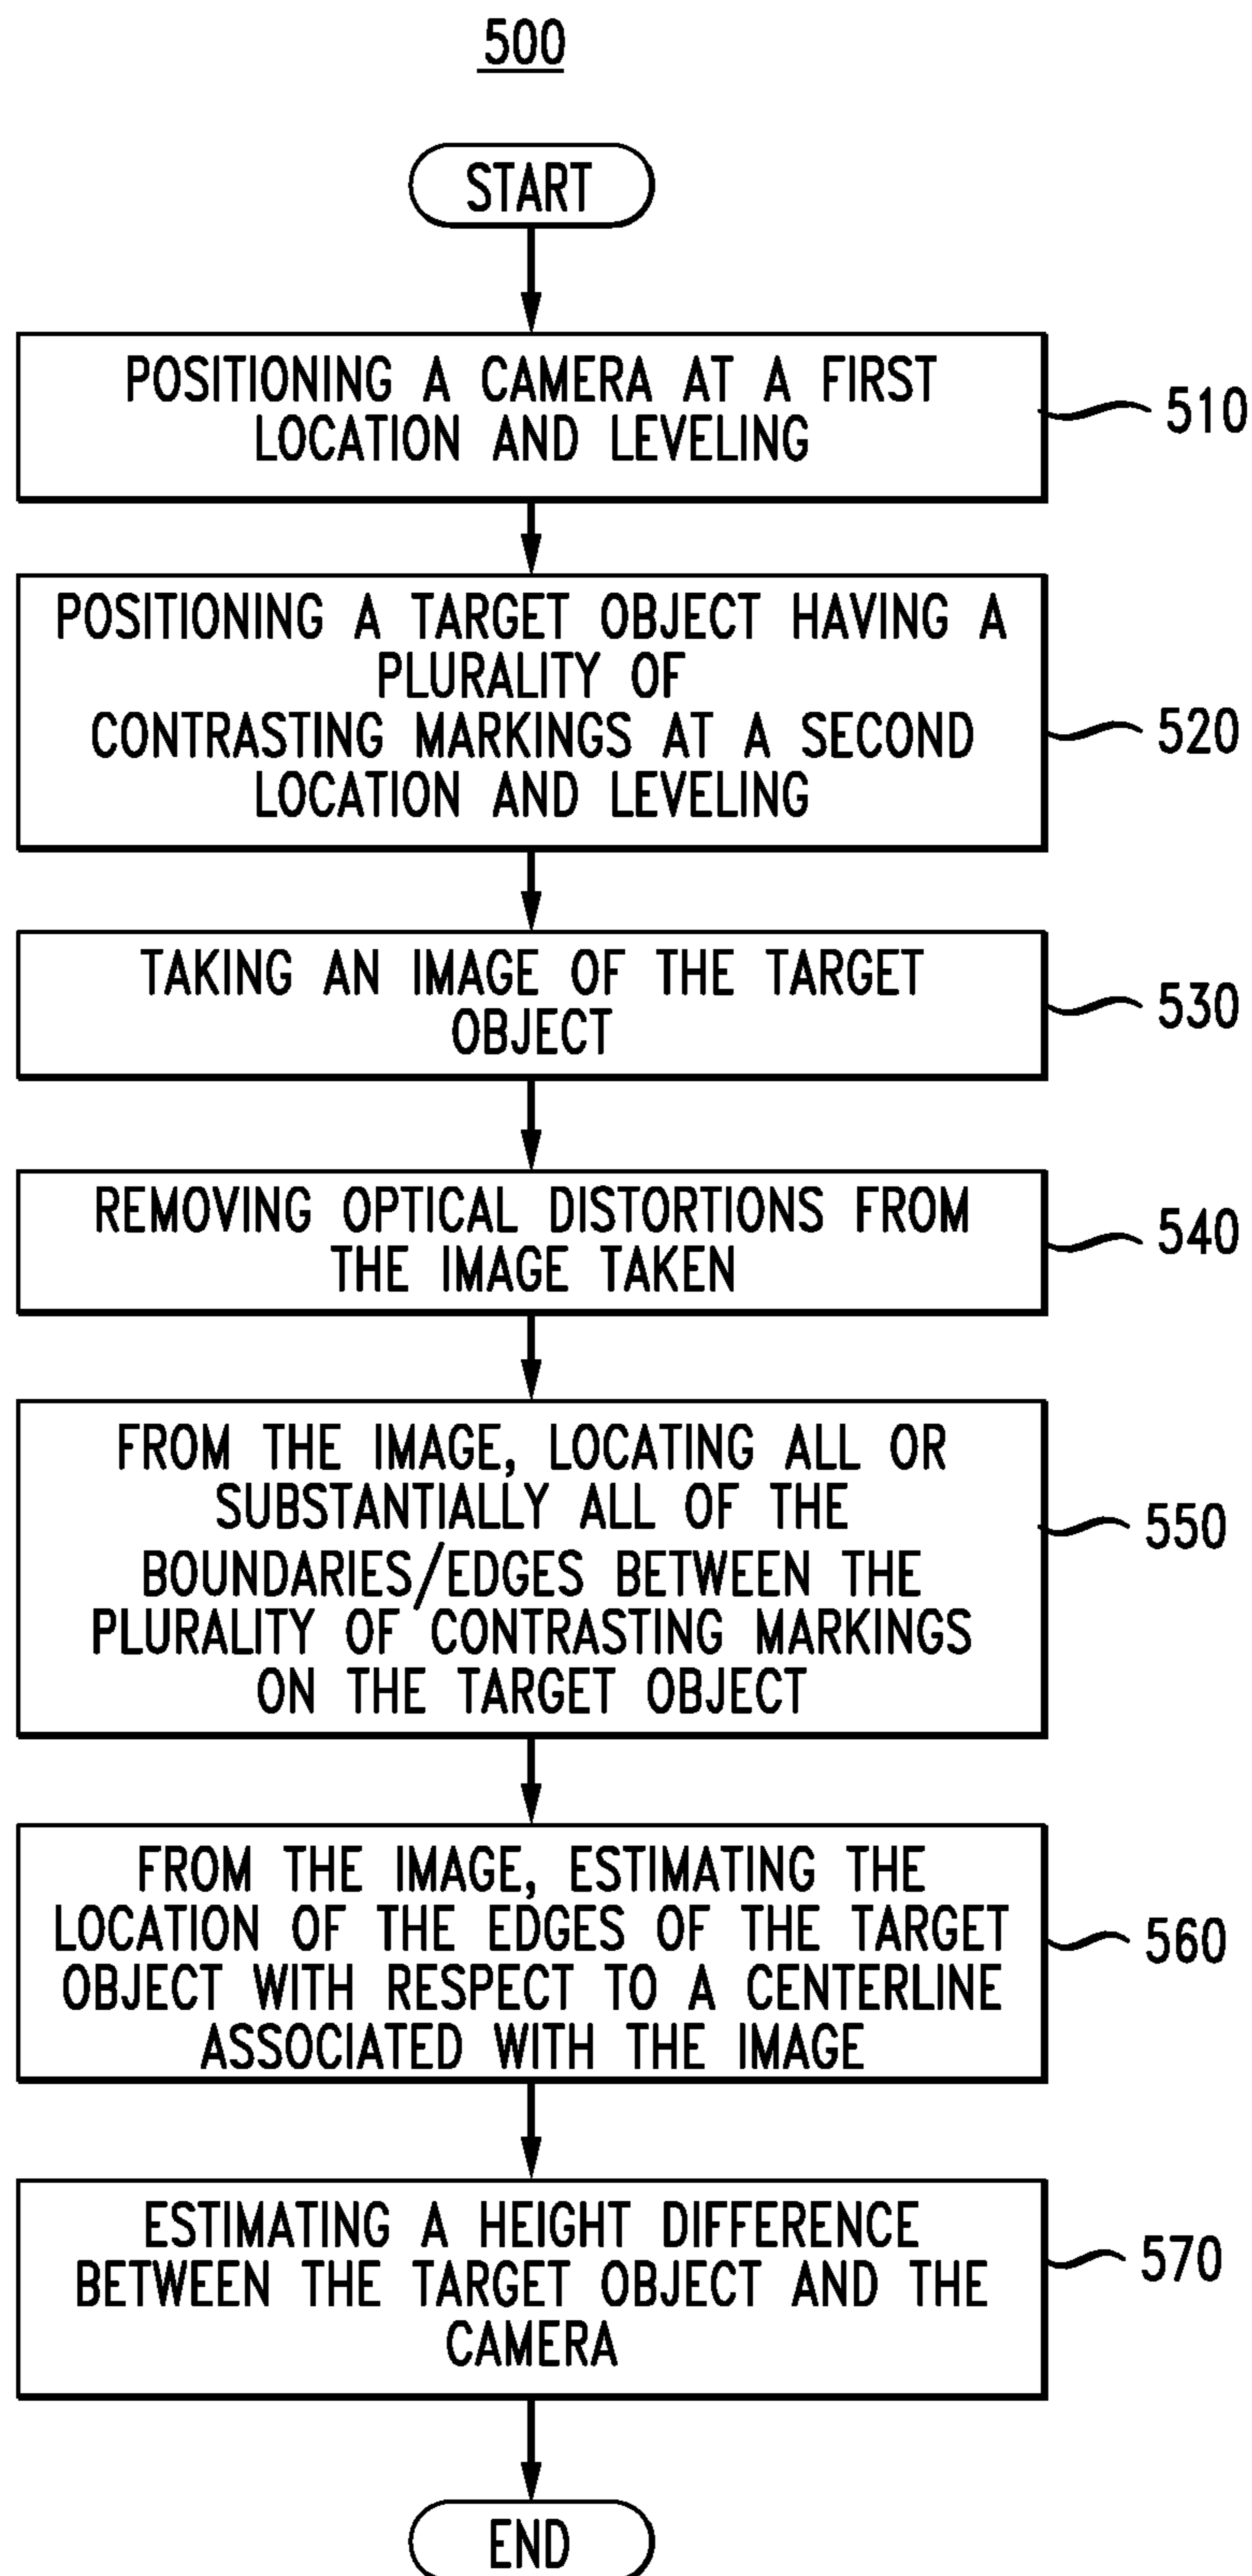 500
START
POSITIONING A CAMERA AT A FIRST
LOCATION AND LEVELING
510
POSITIONING A TARGET OBJECT HAVING A
PLURALITY OF
CONTRASTING MARKINGS AT A SECOND
LOCATION AND LEVELING
520
TAKING AN IMAGE OF THE TARGET
OBJECT
530
REMOVING OPTICAL DISTORTIONS FROM
THE IMAGE TAKEN
540
FROM THE IMAGE, LOCATING ALL OR
SUBSTANTIALLY ALL OF THE
BOUNDARIES/EDGES BETWEEN THE
PLURALITY OF CONTRASTING MARKINGS
ON THE TARGET OBJECT
550
FROM THE IMAGE, ESTIMATING THE
LOCATION OF THE EDGES OF THE TARGET
OBJECT WITH RESPECT TO A CENTERLINE
ASSOCIATED WITH THE IMAGE
560
ESTIMATING A HEIGHT DIFFERENCE
BETWEEN THE TARGET OBJECT AND THE
CAMERA
570
END